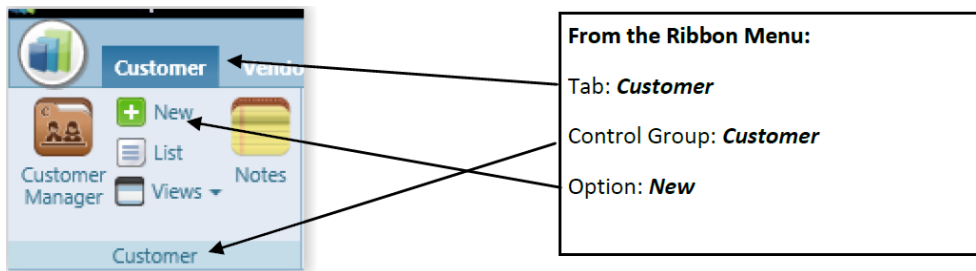 Customer Vendo
New
List
Customer
Manager
Views
Notes
Customer
From the Ribbon Menu:
Tab: Customer
Control Group: Customer
Option: New